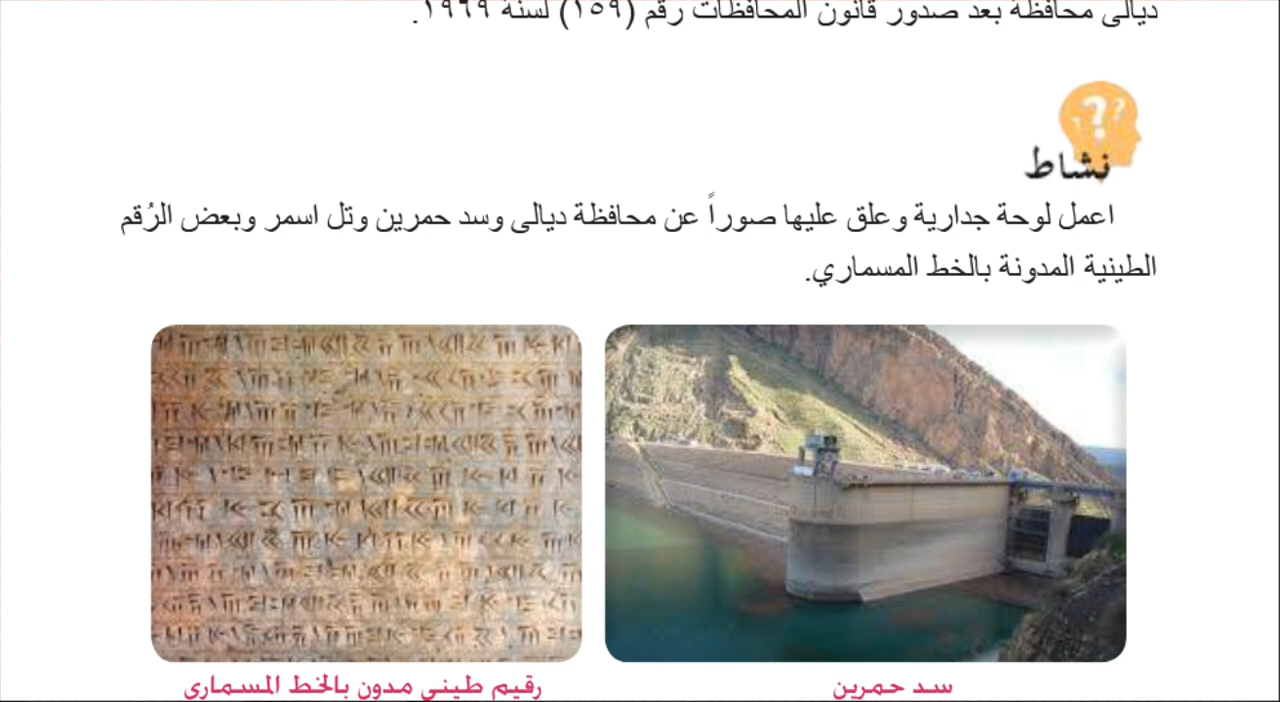 ديالى محافظة بعد صدور قانون المحافظات رقم (١٥٩) لسنة ١٩٦٩.
نشاط
اعمل لوحة جدارية وعلق عليها صوراً عن محافظة ديالى وسد حمرين وتل اسمر وبعض الرُقم
الطينية المدونة بالخط المسماري.
سد حمرين
رقيم طيني مدون بالخط المسماري